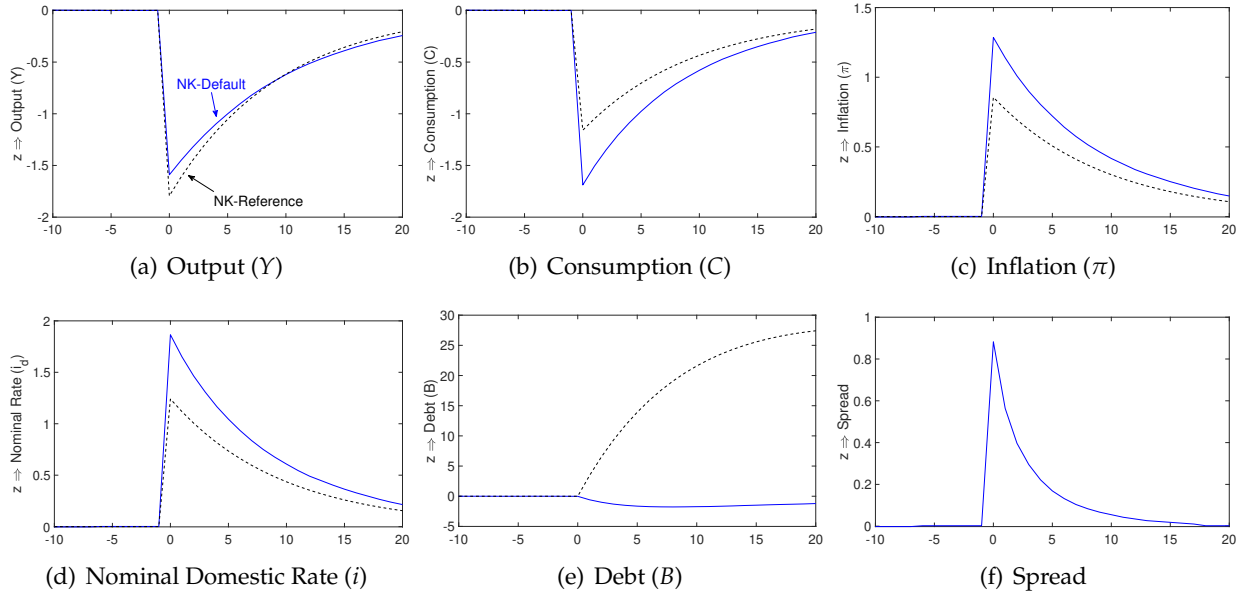 0
-0.5
-1
-1.5
-2
-10 -5 0 5 10 15 20
z ⇒ Output (Y)
NK-Default
NK-Reference
(a) Output (Y)
0
-0.5
-1
-1.5
-2
-10 -5 0 5 10 15 20
z ⇒ Consumption (C)
(b) Consumption (C)
1.5
1
0.5
0
-10 -5 0 5 10 15 20
z ⇒ Inflation (π)
(c) Inflation (π)
2
1.5
1
0.5
0
-10 -5 0 5 10 15 20
z ⇒ Nominal Rate (i_d)
(d) Nominal Domestic Rate (i)
30
25
20
15
10
5
0
-5
-10 -5 0 5 10 15 20
z ⇒ Debt (B)
(e) Debt (B)
1
0.8
0.6
0.4
0.2
0
-10 -5 0 5 10 15 20
z ⇒ Spread
(f) Spread